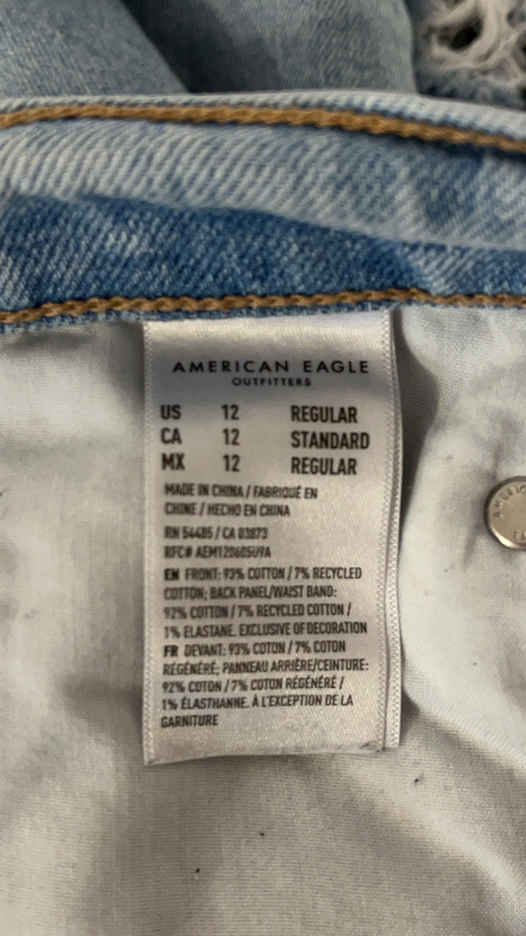 AMERICAN EAGLE
OUTFITTERS
US 12 REGULAR
CA 12 STANDARD
MX 12 REGULAR
MADE IN CHINA / FABRIQUÉ EN
CHINE / HECHO EN CHINA
RN 54485 / CA 03873
RFC# AEM120605U9A
EN FRONT: 93% COTTON / 7% RECYCLED
COTTON; BACK PANEL/WAIST BAND:
92% COTTON / 7% RECYCLED COTTON /
1% ELASTANE. EXCLUSIVE OF DECORATION
FR DEVANT: 93% COTON / 7% COTON
RÉGÉNÉRÉ; PANNEAU ARRIÈRE/CEINTURE:
92% COTON / 7% COTON RÉGÉNÉRÉ /
1% ÉLASTHANNE. À L'EXCEPTION DE LA
GARNITURE